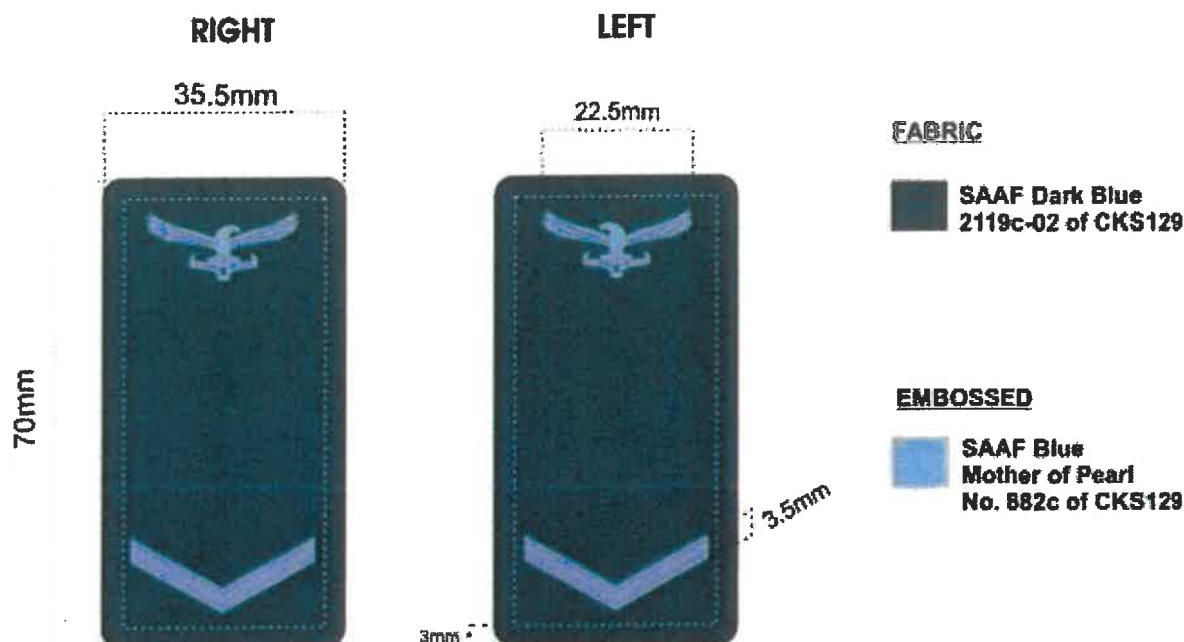 RIGHT
LEFT
35.5mm
22.5mm
FABRIC
SAAF Dark Blue
2119c-02 of CKS129
70mm
EMBOSSED
SAAF Blue
Mother of Pearl
No. 882c of CKS129
3.5mm
3mm